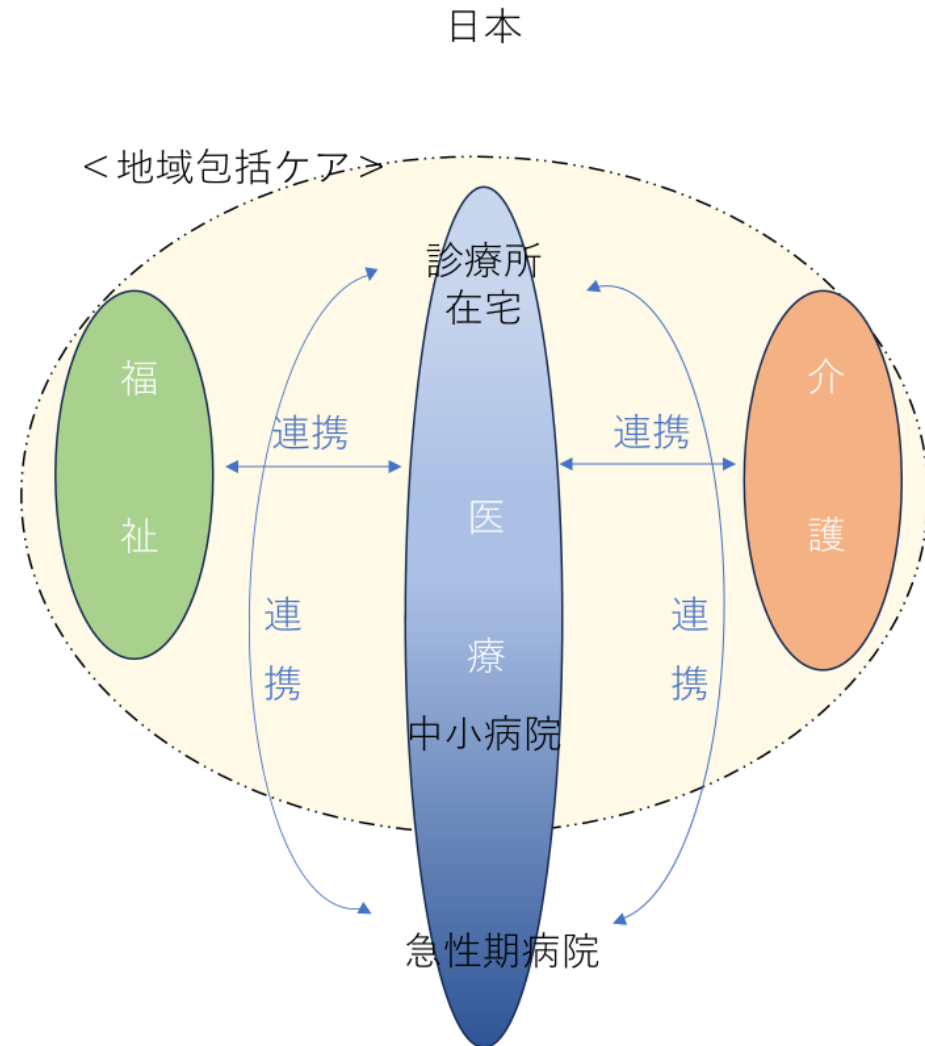 日本
＜地域包括ケア＞
診療所
在宅
福
祉
連携
連携
介
護
医
療
連
携
連
携
中小病院
急性期病院